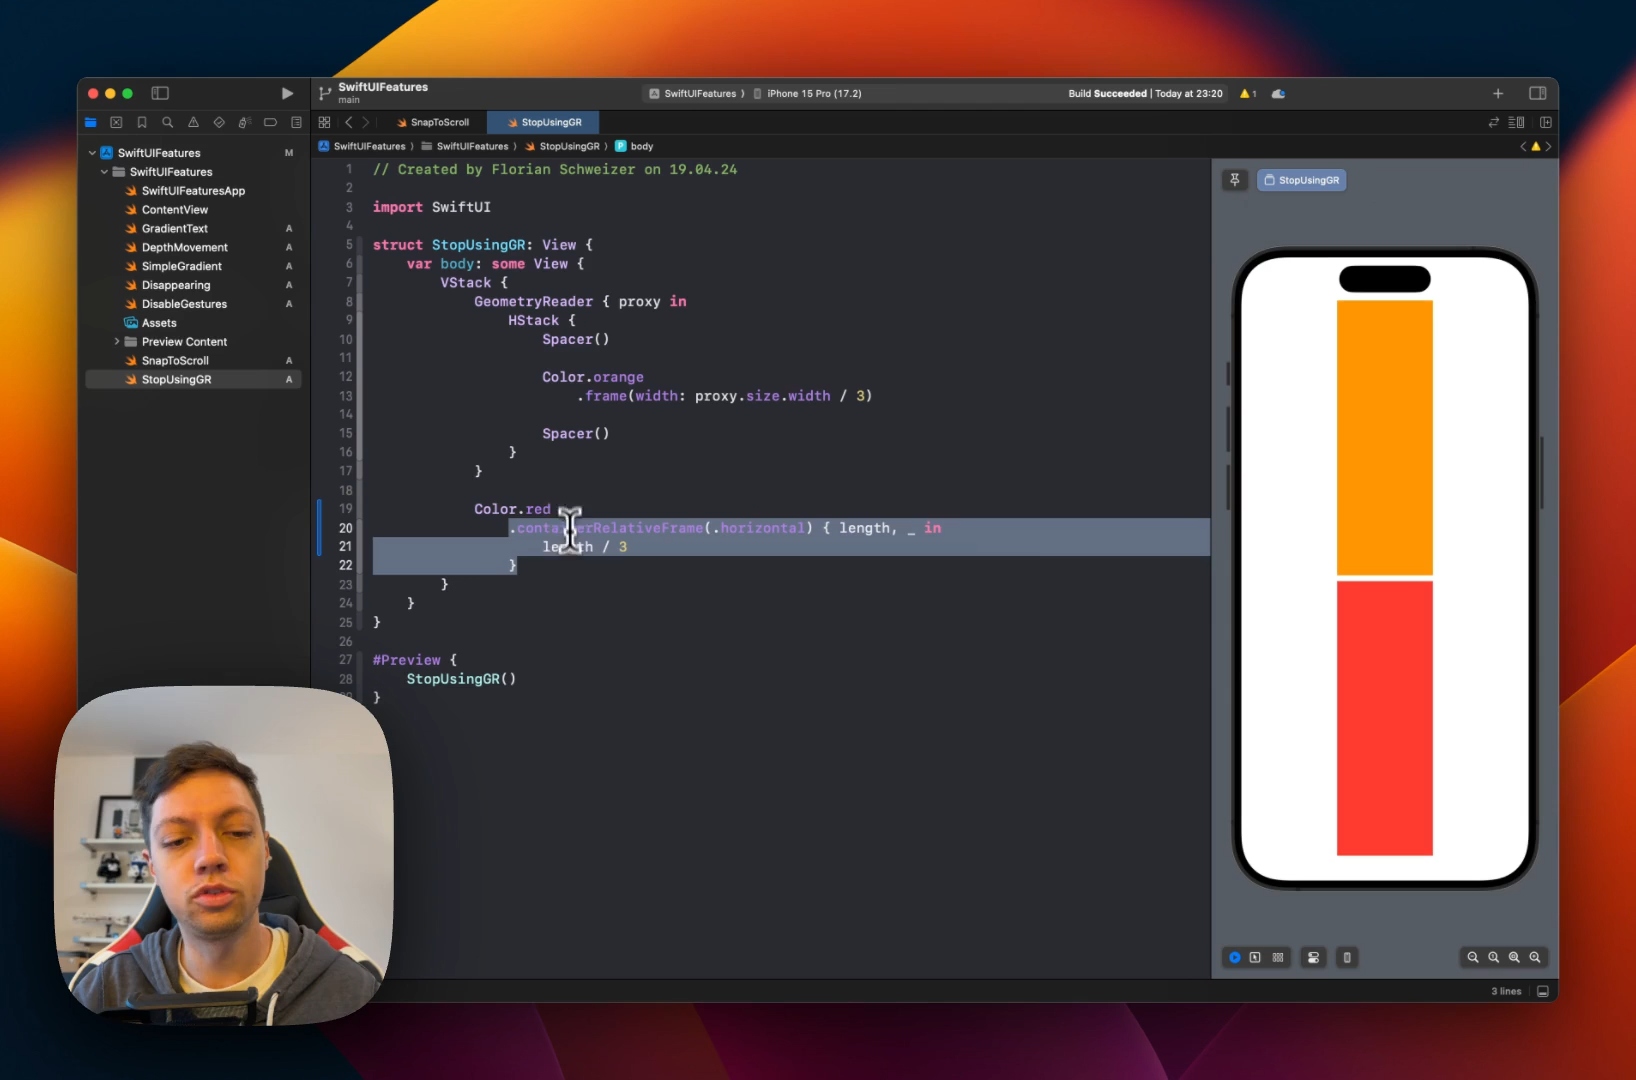 SwiftUIFeatures
main
SwiftUIFeatures
iPhone 15 Pro (17.2)
Build Succeeded | Today at 23:20
1
SnapToScroll
StopUsingGR
SwiftUIFeatures
SwiftUIFeatures
StopUsingGR
body
SwiftUIFeatures M
SwiftUIFeatures
SwiftUIFeaturesApp
ContentView
GradientText A
DepthMovement A
SimpleGradient A
Disappearing A
DisableGestures A
Assets
Preview Content
SnapToScroll A
StopUsingGR A
1 // Created by Florian Schweizer on 19.04.24
2
3 import SwiftUI
4
5 struct StopUsingGR: View {
6 var body: some View {
7 VStack {
8 GeometryReader { proxy in
9 HStack {
10 Spacer()
11
12 Color.orange
13 .frame(width: proxy.size.width / 3)
14
15 Spacer()
16 }
17 }
18
19 Color.red
20 .containerRelativeFrame(.horizontal) { length, _ in
21 length / 3
22 }
23 }
24 }
25 }
26
27 #Preview {
28 StopUsingGR()
}
StopUsingGR
3 lines